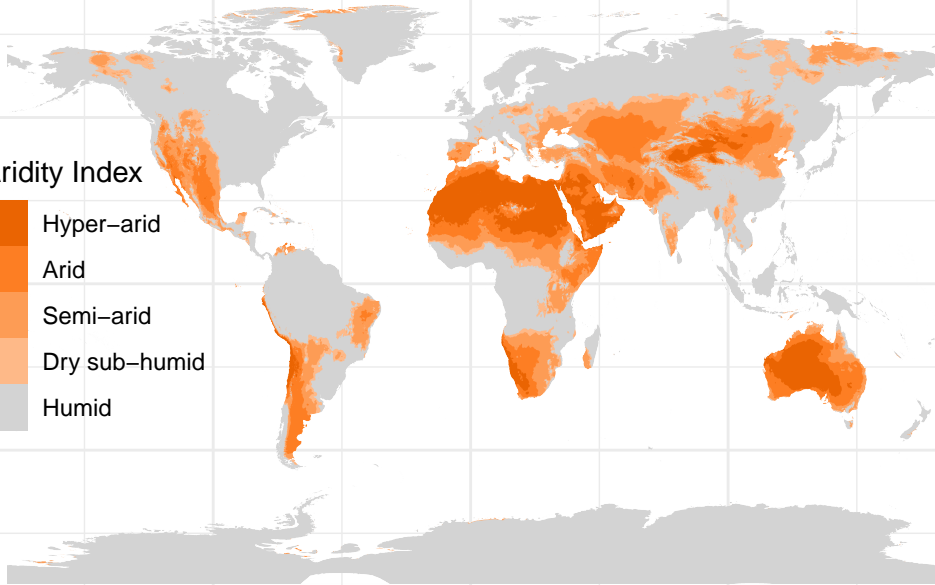 ridity Index
Hyper−arid
Arid
Semi−arid
Dry sub−humid
Humid